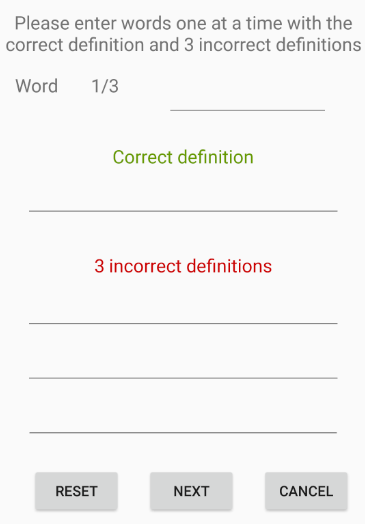 Please enter words one at a time with the
correct definition and 3 incorrect definitions
Word 1/3
Correct definition
3 incorrect definitions
RESET NEXT CANCEL